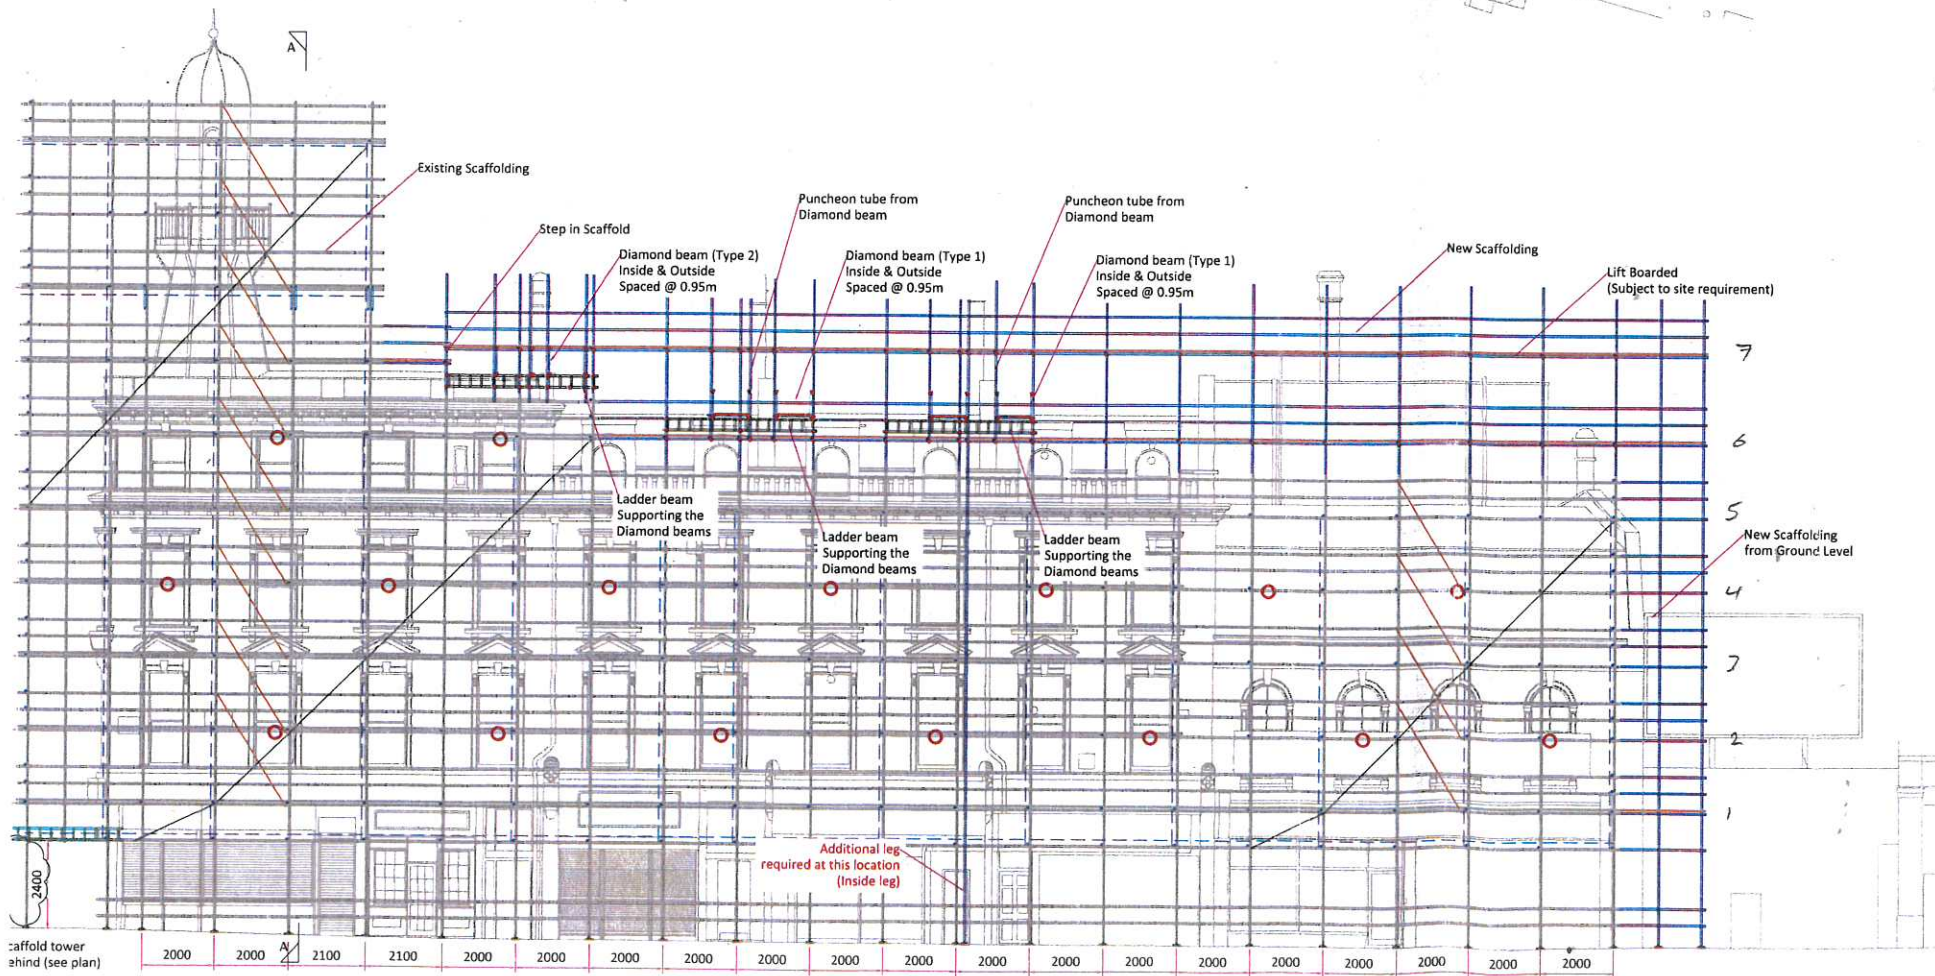 A
Existing Scaffolding
Step in Scaffold
Diamond beam (Type 2)
Inside & Outside
Spaced @ 0.95m
Puncheon tube from
Diamond beam
Diamond beam (Type 1)
Inside & Outside
Spaced @ 0.95m
Puncheon tube from
Diamond beam
Diamond beam (Type 1)
Inside & Outside
Spaced @ 0.95m
New Scaffolding
Lift Boarded
(Subject to site requirement)
7
6
5
4
3
2
1
Ladder beam
Supporting the
Diamond beams
Ladder beam
Supporting the
Diamond beams
Ladder beam
Supporting the
Diamond beams
New Scaffolding
from Ground Level
Additional leg
required at this location
(Inside leg)
2400
caffold tower
ehind (see plan)
A
2000 2000 2100 2100 2000 2000 2000 2000 2000 2000 2000 2000 2000 2000 2000 2000 2000 2000 2000 2000